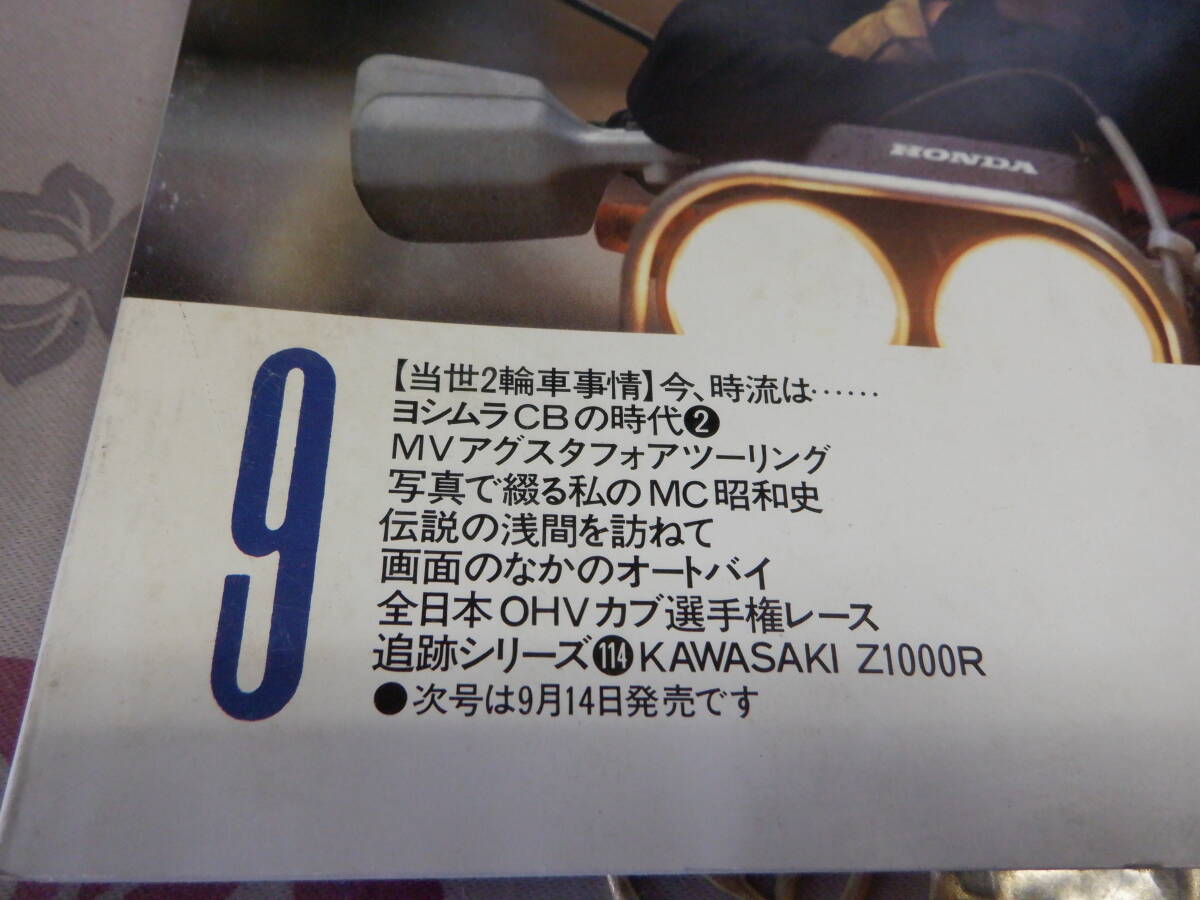 HONDA
9
【当世2輪車事情】今、時流は……
ヨシムラCBの時代❷
MVアグスタフォアツーリング
写真で綴る私のMC昭和史
伝説の浅間を訪ねて
画面のなかのオートバイ
全日本OHVカブ選手権レース
追跡シリーズ114KAWASAKI Z1000R
●次号は9月14日発売です